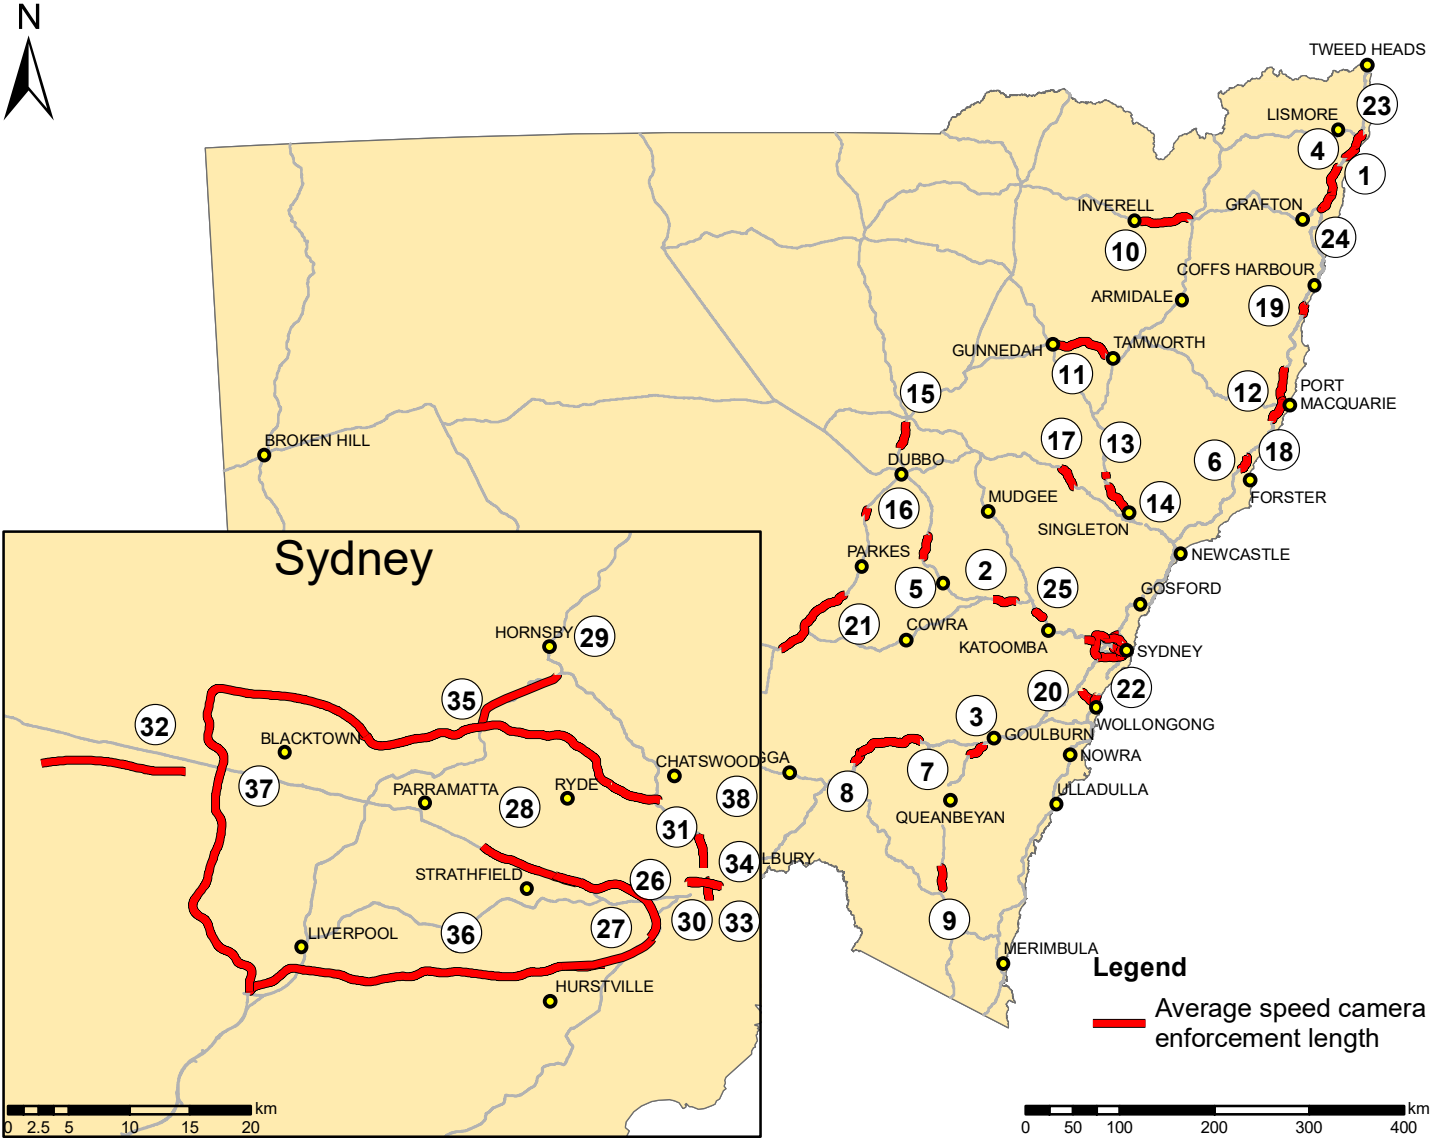 N
TWEED HEADS
23
LISMORE
4
1
INVERELL
GRAFTON
10
24
COFFS HARBOUR
ARMIDALE
19
GUNNEDAH
TAMWORTH
11
15
12
PORT
MACQUARIE
BROKEN HILL
17
13
18
6
DUBBO
FORSTER
16
MUDGEE
14
SINGLETON
PARKES
NEWCASTLE
5
2
25
GOSFORD
21
COWRA
KATOOMBA
SYDNEY
20
22
WOLLONGONG
3
GOULBURN
NOWRA
7
8
GGA
ULLADULLA
QUEANBEYAN
LBURY
9
MERIMBULA
Sydney
HORNSBY
29
35
32
BLACKTOWN
37
CHATSWOOD
PARRAMATTA
28
RYDE
38
31
STRATHFIELD
26
34
LIVERPOOL
36
27
30
33
HURSTVILLE
km
0 2.5 5 10 15 20
Legend
Average speed camera
enforcement length
km
0 50 100 200 300 400